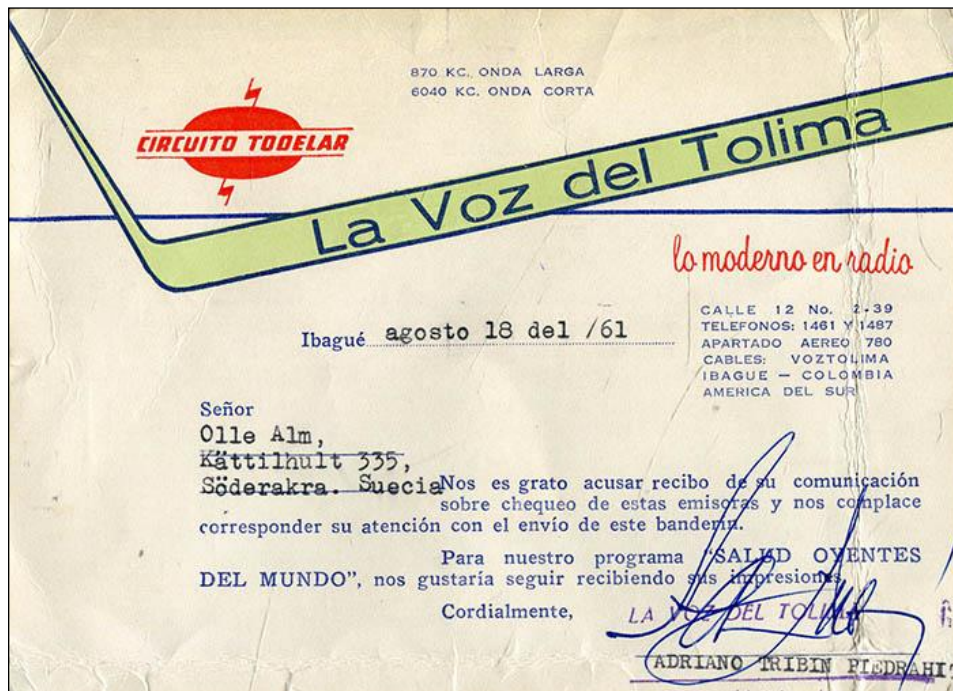 870 KC. ONDA LARGA
6040 KC. ONDA CORTA
CIRCUITO TODELAR
La Voz del Tolima
lo moderno en radio
CALLE 12 No. 2-39
TELEFONOS: 1461 Y 1487
APARTADO AEREO 780
CABLES: VOZTOLIMA
IBAGUE — COLOMBIA
AMERICA DEL SUR
Ibagué agosto 18 del /61
Señor
Olle Alm,
Kättilhult 335,
Söderakra. Suecia
Nos es grato acusar recibo de su comunicación
sobre chequeo de estas emisoras y nos complace
corresponder su atención con el envío de este banderín.
Para nuestro programa "SALUD OYENTES
DEL MUNDO", nos gustaría seguir recibiendo sus impresiones
Cordialmente,
LA VOZ DEL TOLIMA
ADRIANO TRIBIN PIEDRAHIT